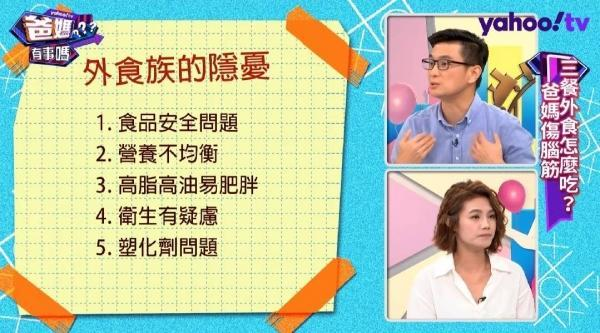 yahoo!tv
爸媽???
有事嗎
外食族的隱憂
1. 食品安全問題
2. 營養不均衡
3. 高脂高油易肥胖
4. 衛生有疑慮
5. 塑化劑問題
yahoo!tv
三餐外食怎麼吃?
爸媽傷腦筋